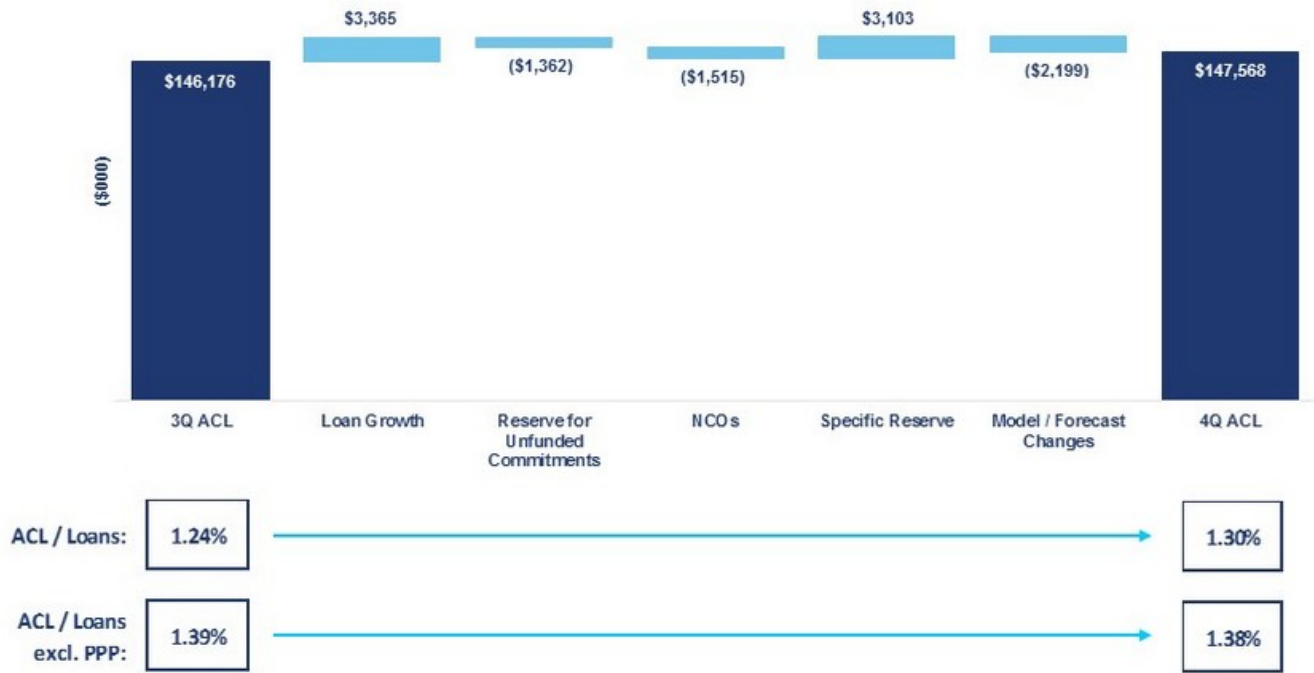 $3,365
$3,103
$146,176
($1,362)
($1,515)
($2,199)
$147,568
($000)
3Q ACL
Loan Growth
Reserve for
Unfunded
Commitments
NCOs
Specific Reserve
Model / Forecast
Changes
4Q ACL
ACL / Loans:
1.24%
1.30%
ACL / Loans
excl. PPP:
1.39%
1.38%